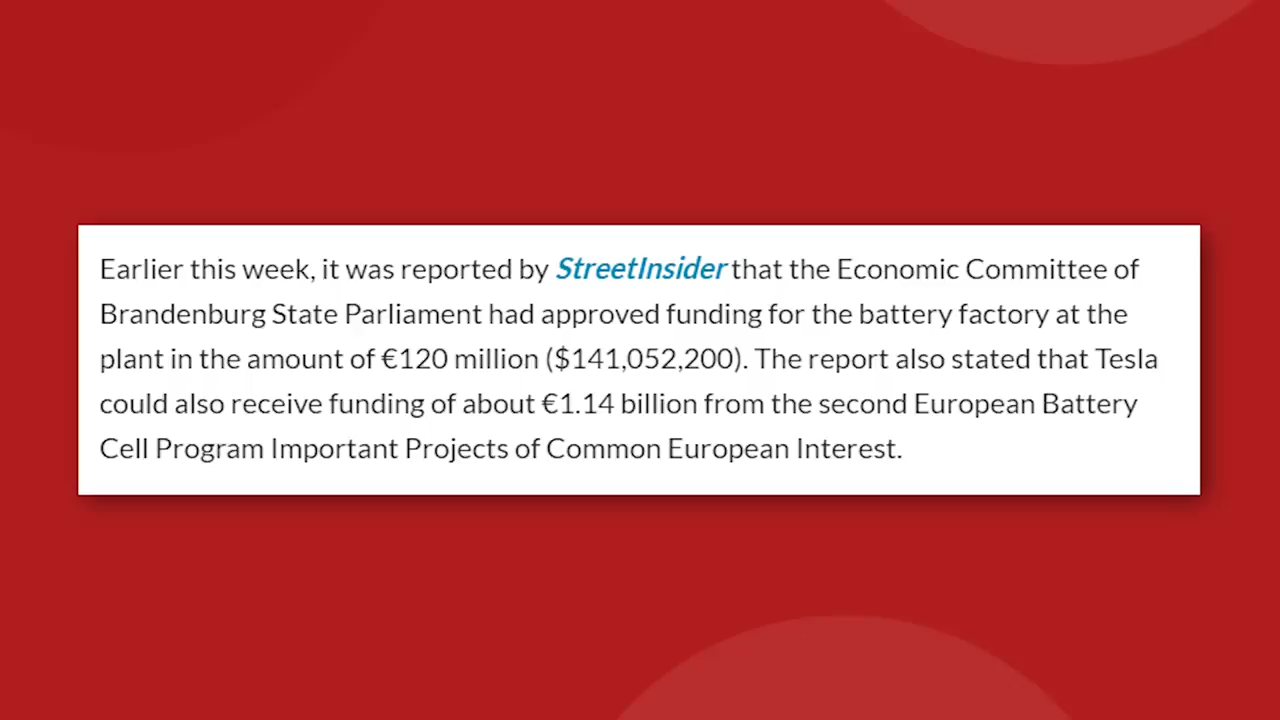 Earlier this week, it was reported by StreetInsider that the Economic Committee of
Brandenburg State Parliament had approved funding for the battery factory at the
plant in the amount of €120 million ($141,052,200). The report also stated that Tesla
could also receive funding of about €1.14 billion from the second European Battery
Cell Program Important Projects of Common European Interest.